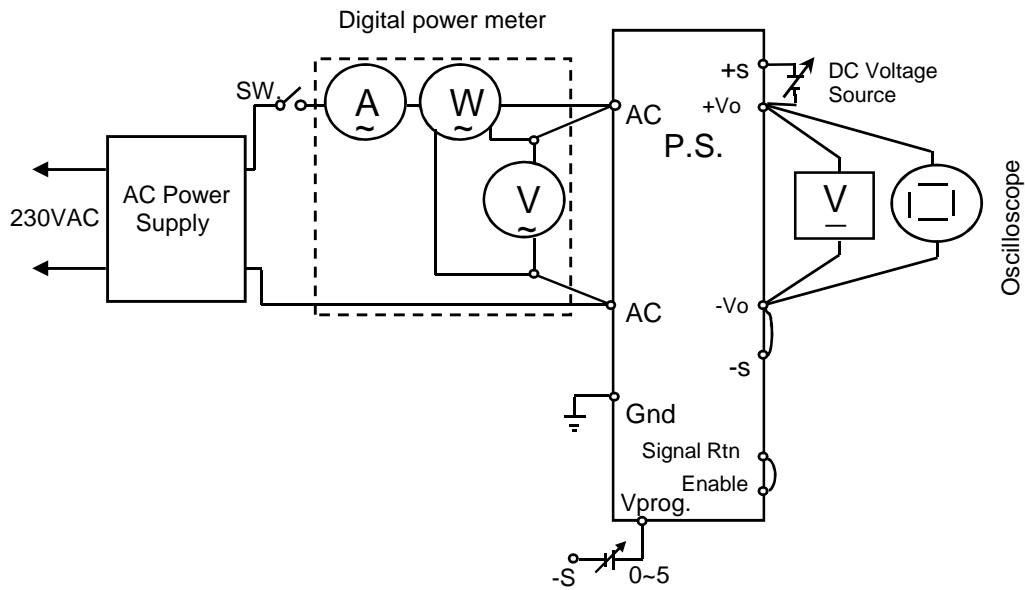 Digital power meter
SW.
A
~
W
~
V
~
AC Power
Supply
230VAC
AC
P.S.
AC
Gnd
+s
+Vo
DC Voltage
Source
V
Oscilloscope
-Vo
-s
Signal Rtn
Enable
Vprog.
-S
0~5